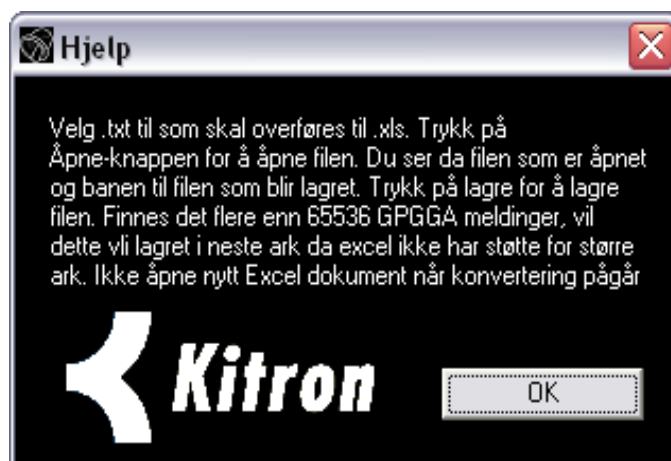 Hjelp
Velg .txt til som skal overføres til .xls. Trykk på
Åpne-knappen for å åpne filen. Du ser da filen som er åpnet
og banen til filen som blir lagret. Trykk på lagre for å lagre
filen. Finnes det flere enn 65536 GPGGA meldinger, vil
dette vli lagret i neste ark da excel ikke har støtte for større
ark. Ikke åpne nytt Excel dokument når konvertering pågår
Kitron
OK